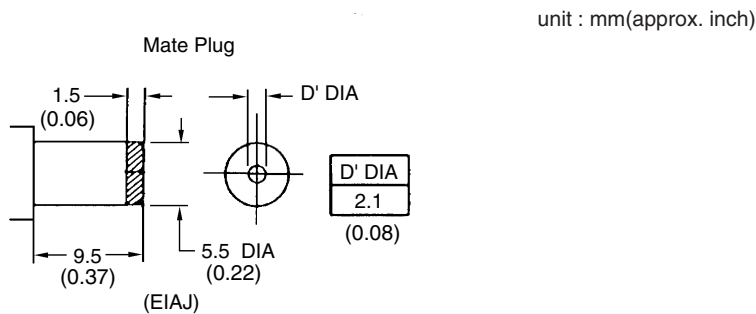 unit : mm(approx. inch)
Mate Plug
1.5
(0.06)
D' DIA
D' DIA
2.1
(0.08)
9.5
(0.37)
5.5 DIA
(0.22)
(EIAJ)